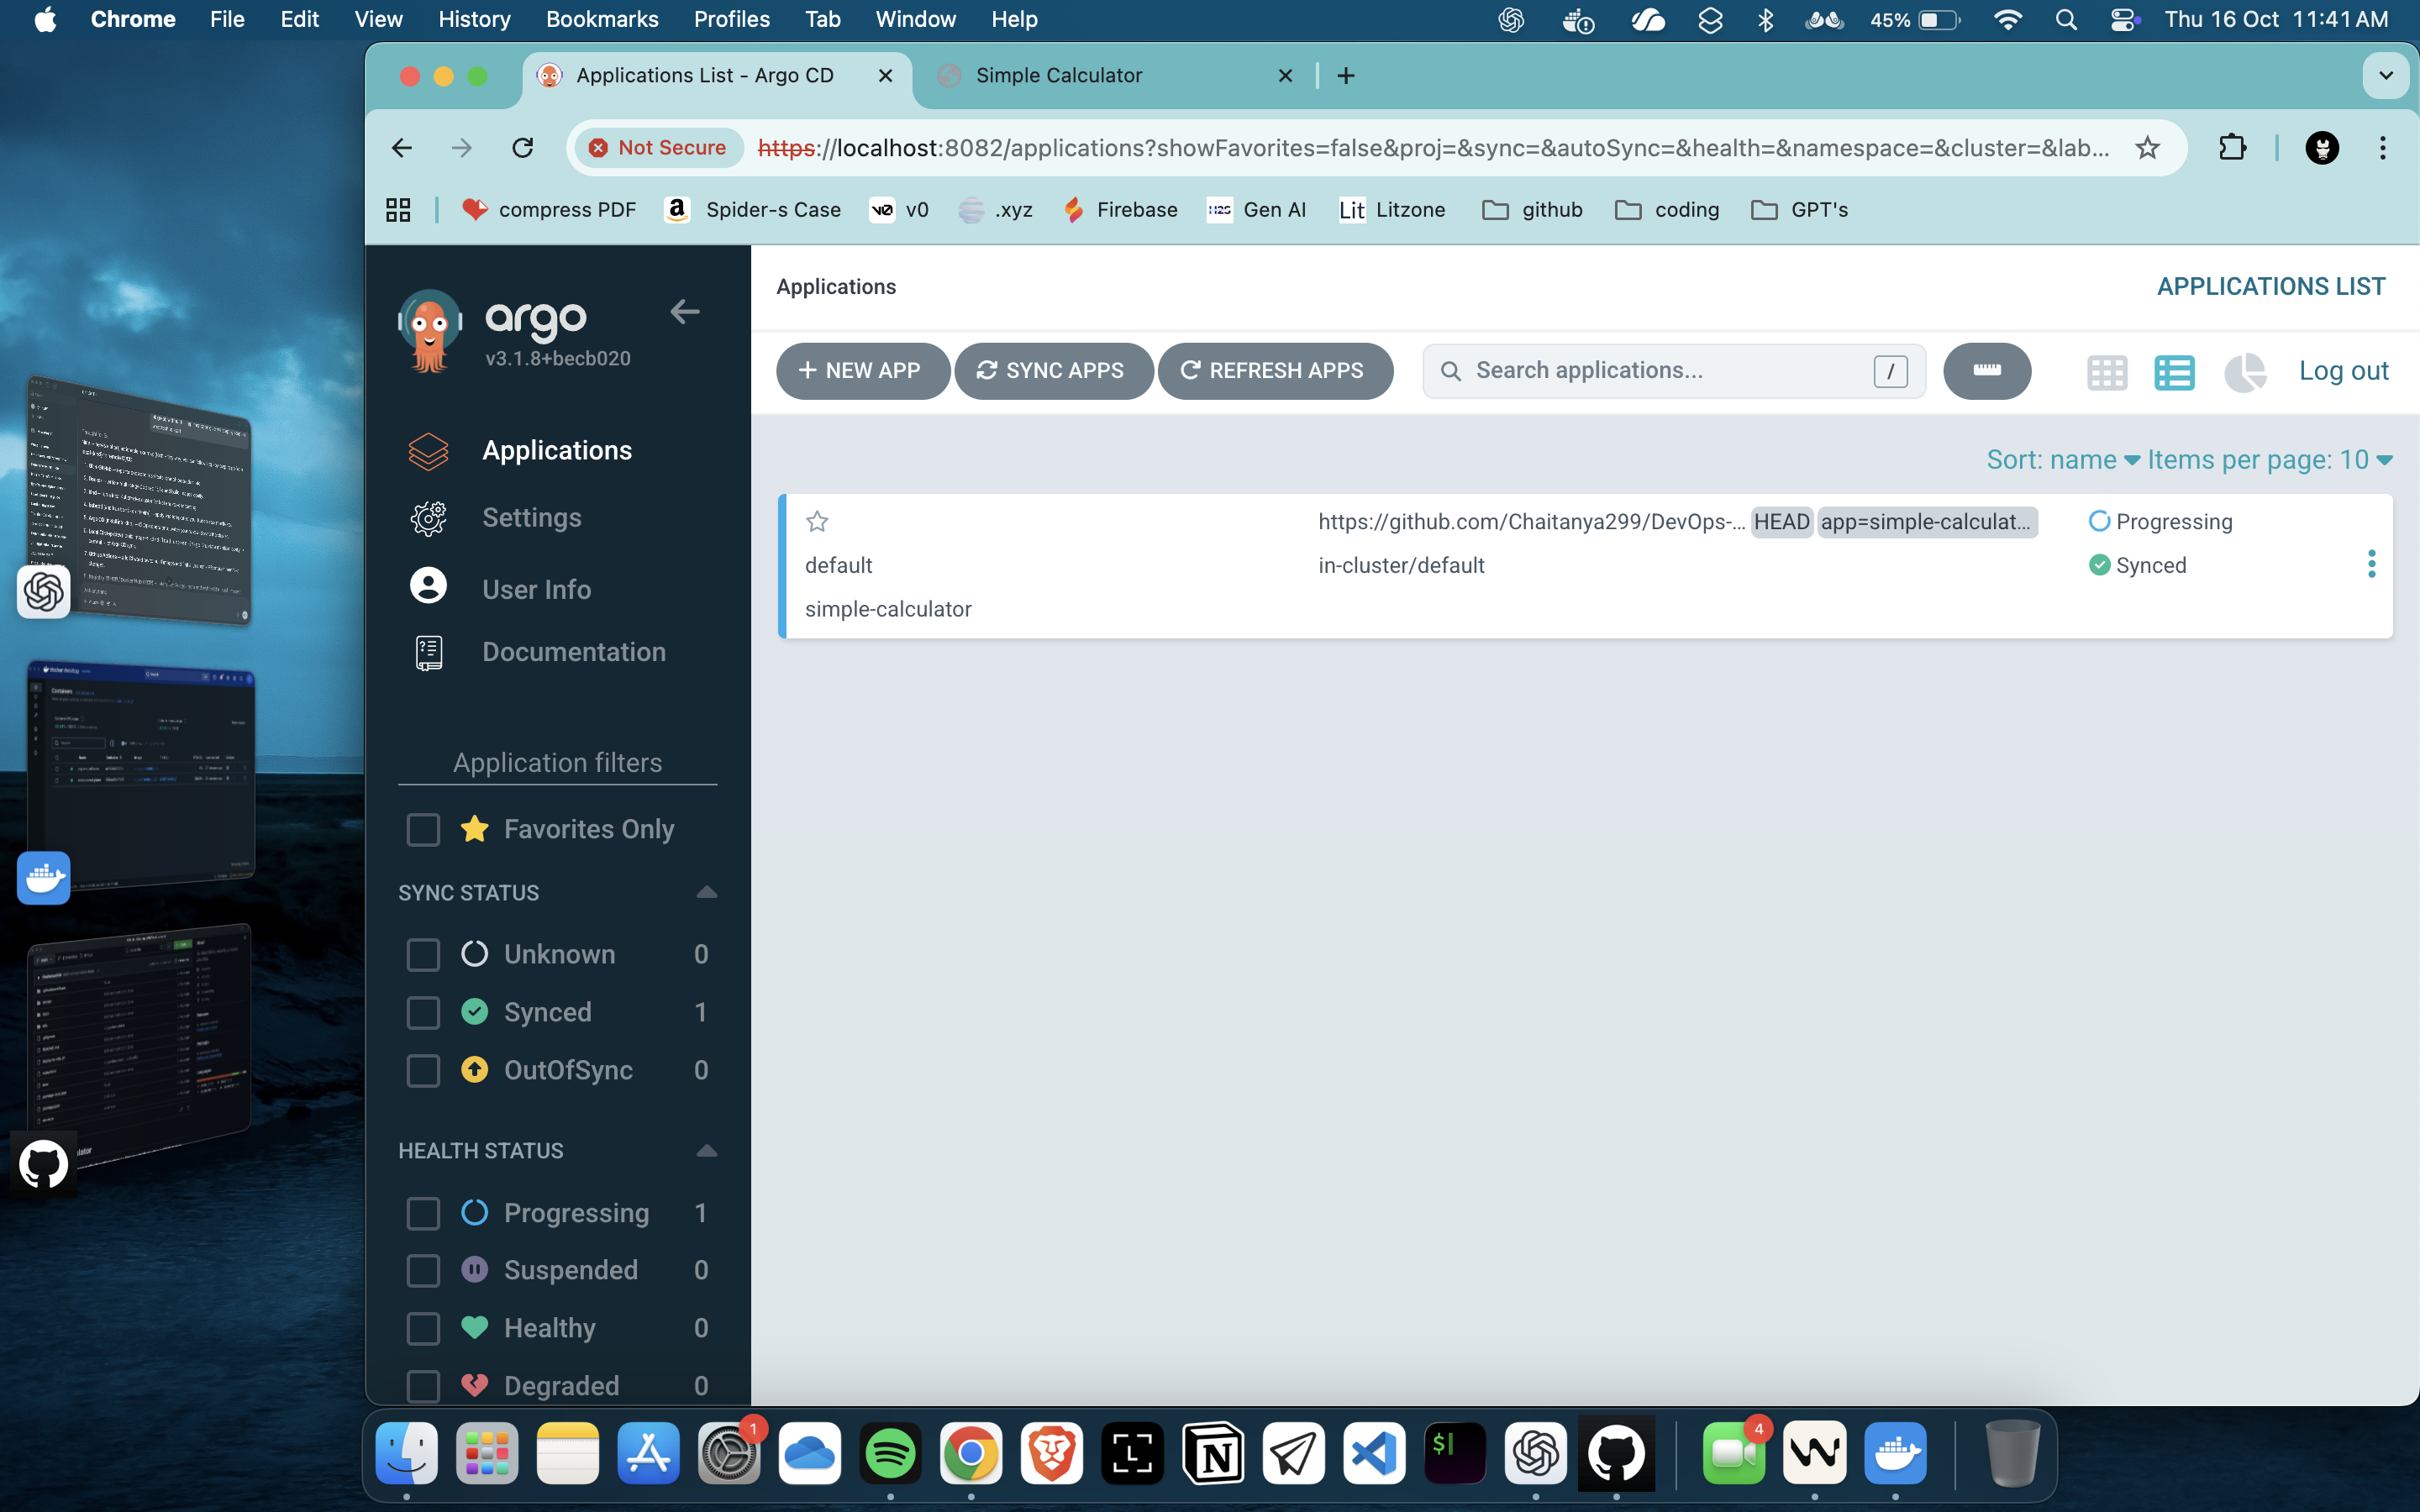 Chrome File Edit View History Bookmarks Profiles Tab Window Help 45% Thu 16 Oct 11:41 AM
Applications List - Argo CD Simple Calculator
Not Secure https://localhost:8082/applications?showFavorites=false&proj=&sync=&autoSync=&health=&namespace=&cluster=&lab...
compress PDF Spider-s Case v0 .xyz Firebase Gen AI Lit Litzone github coding GPT's
argo
v3.1.8+becb020
Applications
Settings
User Info
Documentation
Application filters
Favorites Only
SYNC STATUS
Unknown 0
Synced 1
OutOfSync 0
HEALTH STATUS
Progressing 1
Suspended 0
Healthy 0
Degraded 0
Applications APPLICATIONS LIST
NEW APP SYNC APPS REFRESH APPS Search applications... / Log out
Sort: name Items per page: 10
https://github.com/Chaitanya299/DevOps-... HEAD app=simple-calculat... Progressing
default in-cluster/default Synced
simple-calculator
1
4